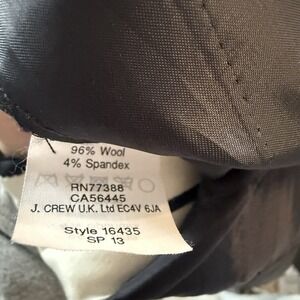 96% Wool
4% Spandex
RN77388
CA56445
J. CREW U.K. Ltd EC4V 6JA
Style 16435
SP 13